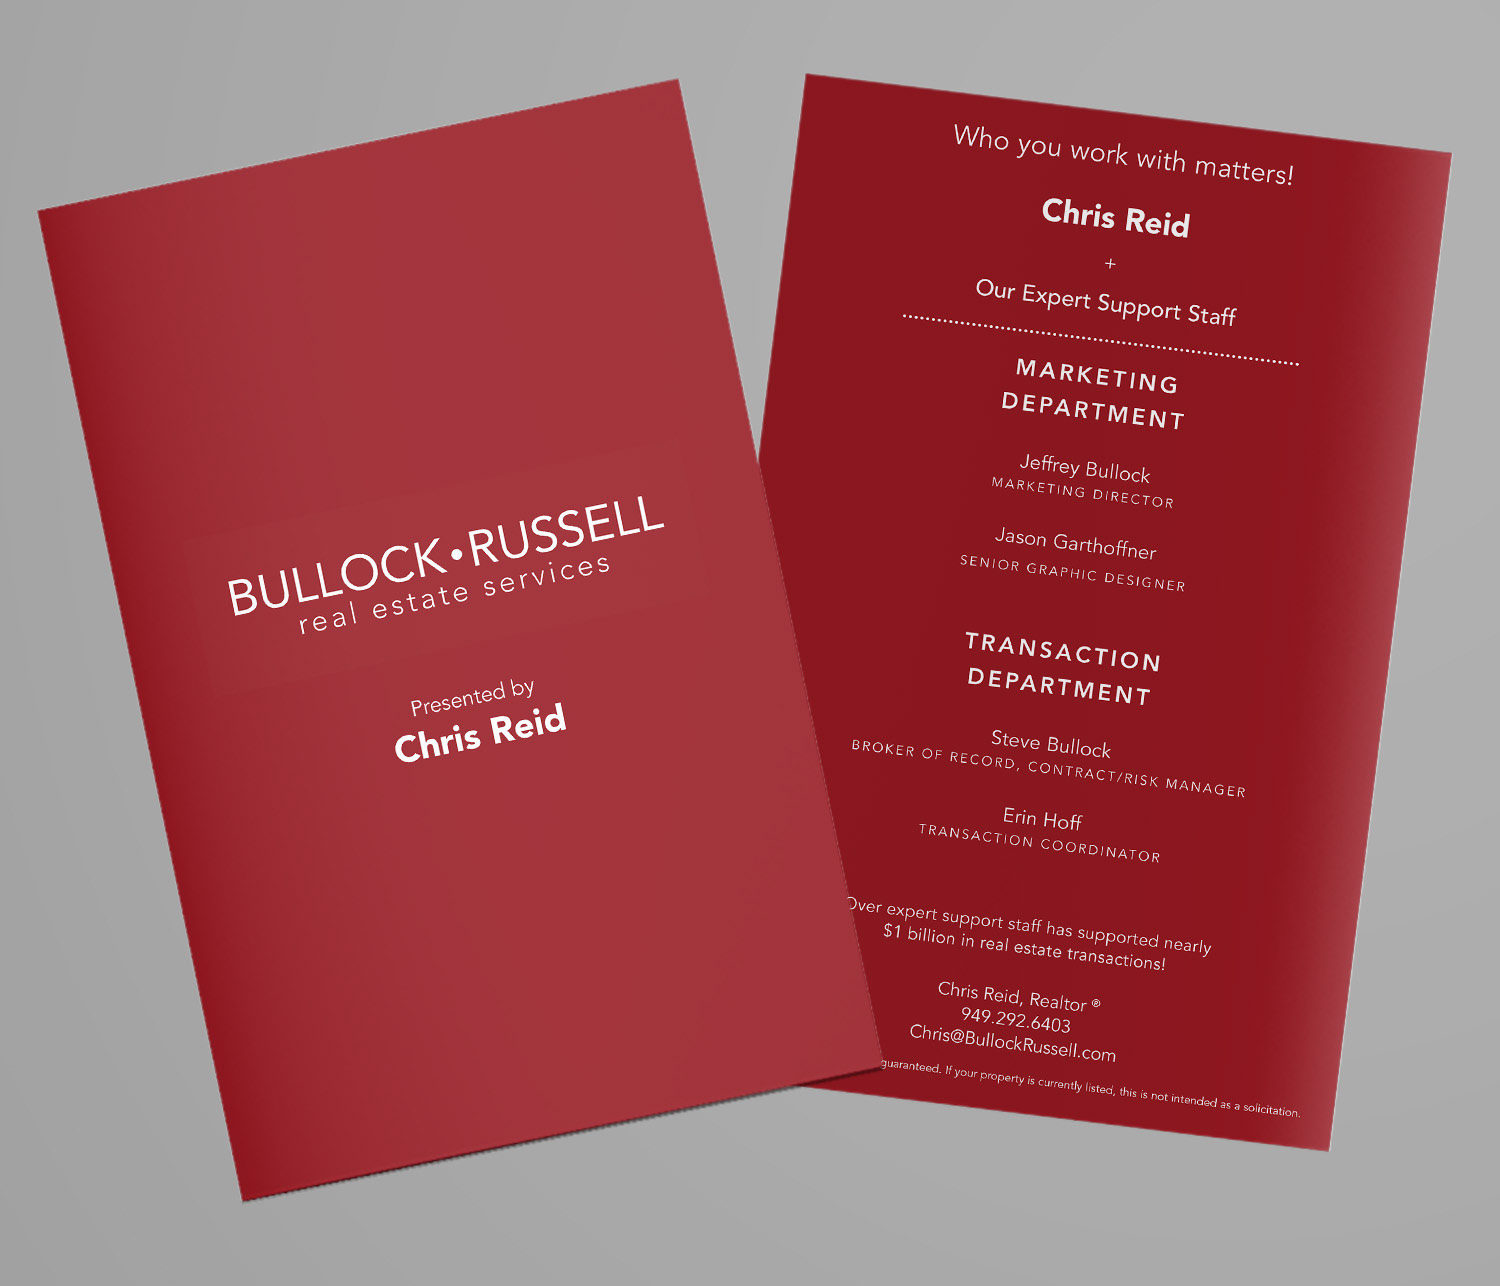 BULLOCK•RUSSELL
real estate services
Presented by
Chris Reid
Who you work with matters!
Chris Reid
+
Our Expert Support Staff
MARKETING
DEPARTMENT
Jeffrey Bullock
MARKETING DIRECTOR
Jason Garthoffner
SENIOR GRAPHIC DESIGNER
TRANSACTION
DEPARTMENT
Steve Bullock
BROKER OF RECORD, CONTRACT/RISK MANAGER
Erin Hoff
TRANSACTION COORDINATOR
Over expert support staff has supported nearly
$1 billion in real estate transactions!
Chris Reid, Realtor ®
949.292.6403
Chris@BullockRussell.com
guaranteed. If your property is currently listed, this is not intended as a solicitation.